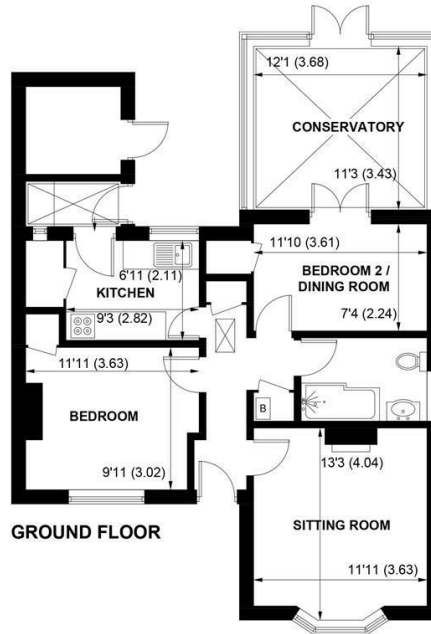 12'1 (3.68)
CONSERVATORY
11'3 (3.43)
11'10 (3.61)
BEDROOM 2 /
DINING ROOM
7'4 (2.24)
6'11 (2.11)
KITCHEN
9'3 (2.82)
11'11 (3.63)
BEDROOM
9'11 (3.02)
B
13'3 (4.04)
SITTING ROOM
11'11 (3.63)
GROUND FLOOR